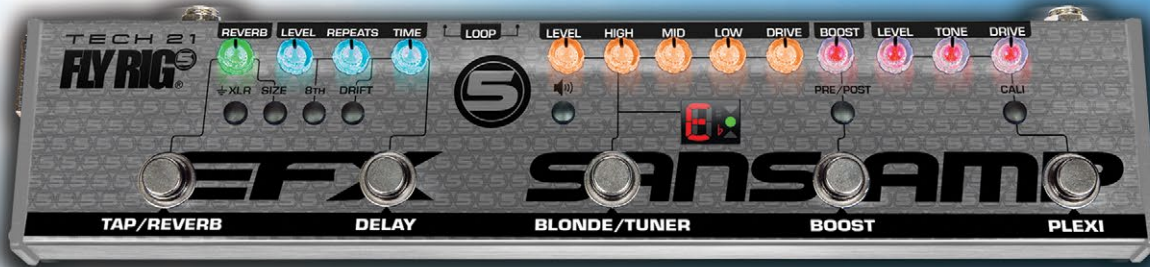 TECH 21
FLY RIG 5®
REVERB LEVEL REPEATS TIME
LOOP
LEVEL HIGH MID LOW DRIVE BOOST LEVEL TONE DRIVE
XLR SIZE 8TH DRIFT
PRE/POST
CALI
5
E♭
EFX SANSAMP
TAP/REVERB DELAY BLONDE/TUNER BOOST PLEXI